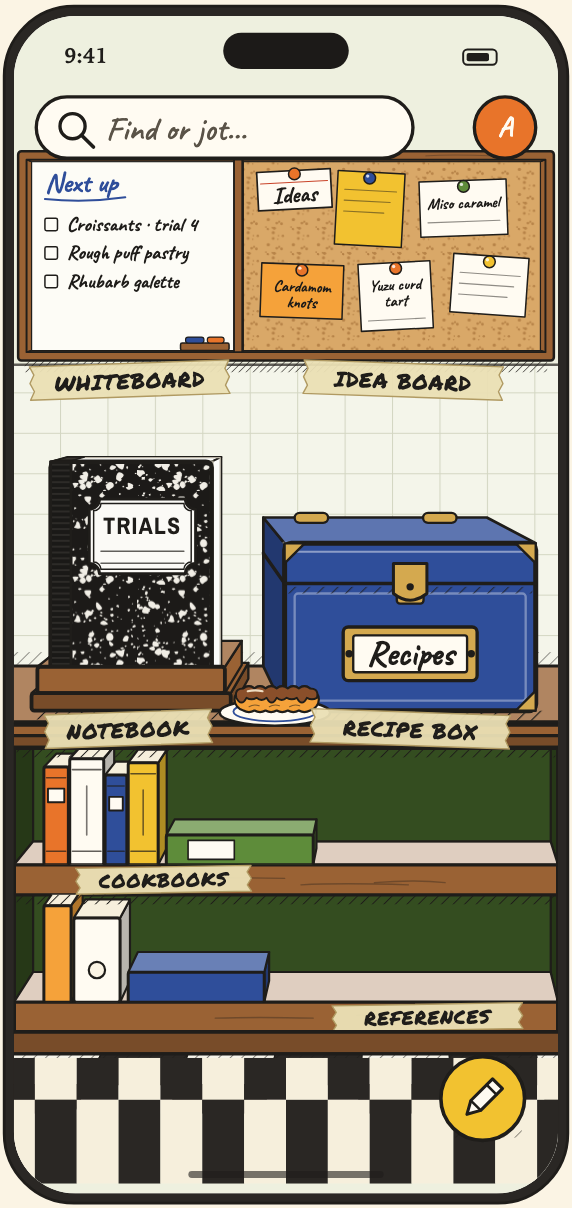 9:41
Find or jot...
A
Next up
Croissants · trial 4
Rough puff pastry
Rhubarb galette
Ideas
Miso caramel
Cardamom
knots
Yuzu curd
tart
WHITEBOARD
IDEA BOARD
TRIALS
Recipes
NOTEBOOK
RECIPE BOX
COOKBOOKS
REFERENCES